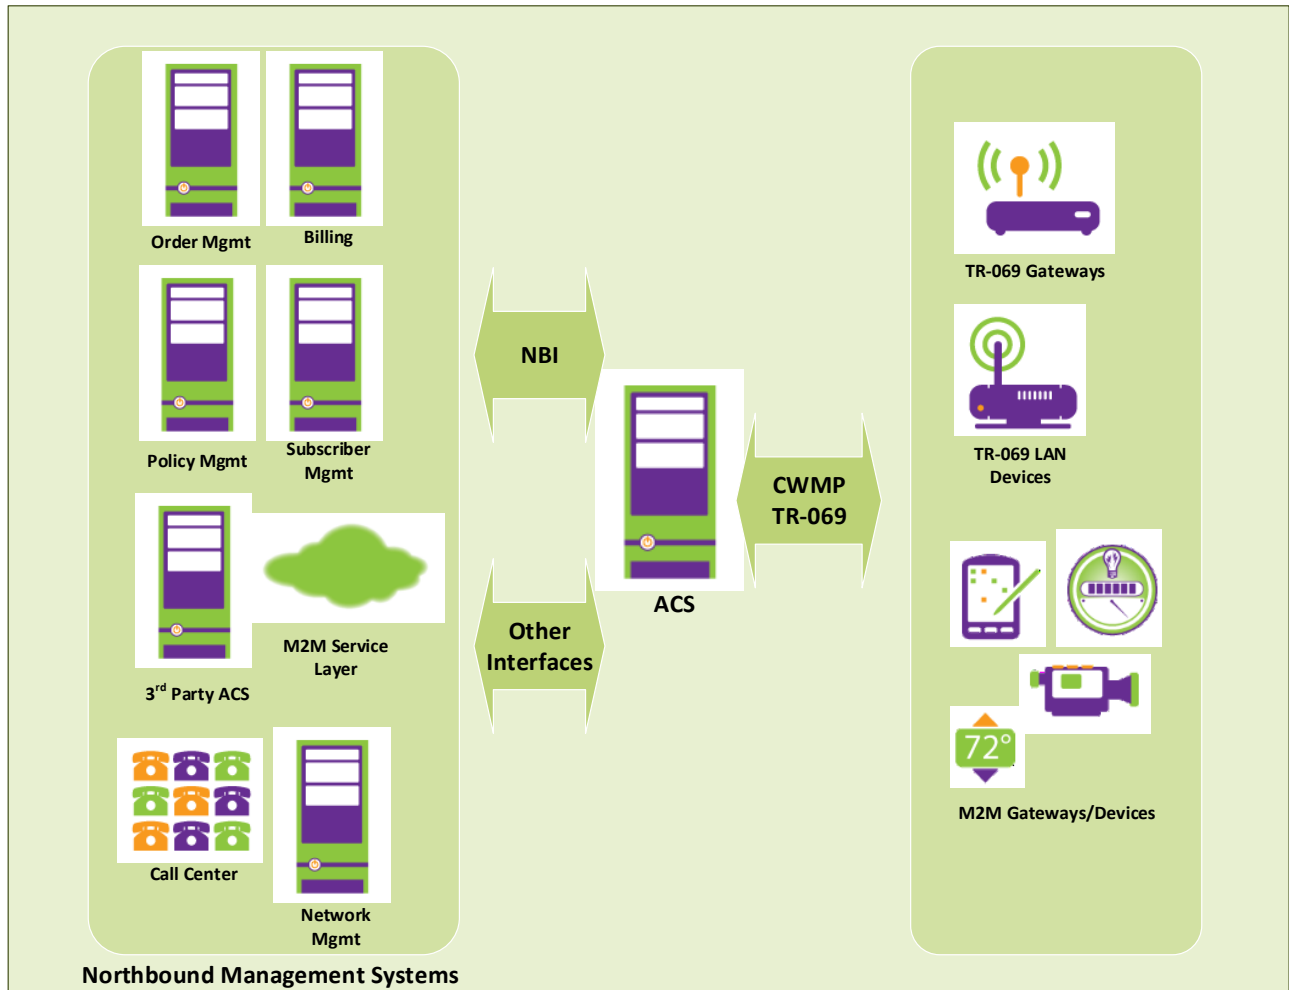 Order Mgmt
Billing
Policy Mgmt
Subscriber
Mgmt
3rd Party ACS
M2M Service
Layer
Call Center
Network
Mgmt
Northbound Management Systems
NBI
Other
Interfaces
ACS
CWMP
TR-069
TR-069 Gateways
TR-069 LAN
Devices
72°
M2M Gateways/Devices